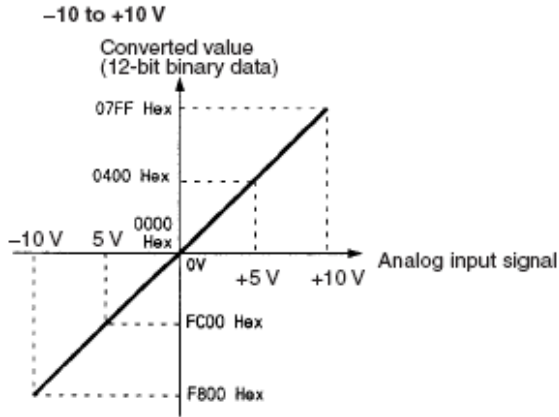 –10 to +10 V
Converted value
(12-bit binary data)
07FF Hex
0400 Hex
0000
Hex
–10 V
5 V
0V
+5 V
+10 V
Analog input signal
FC00 Hex
F800 Hex